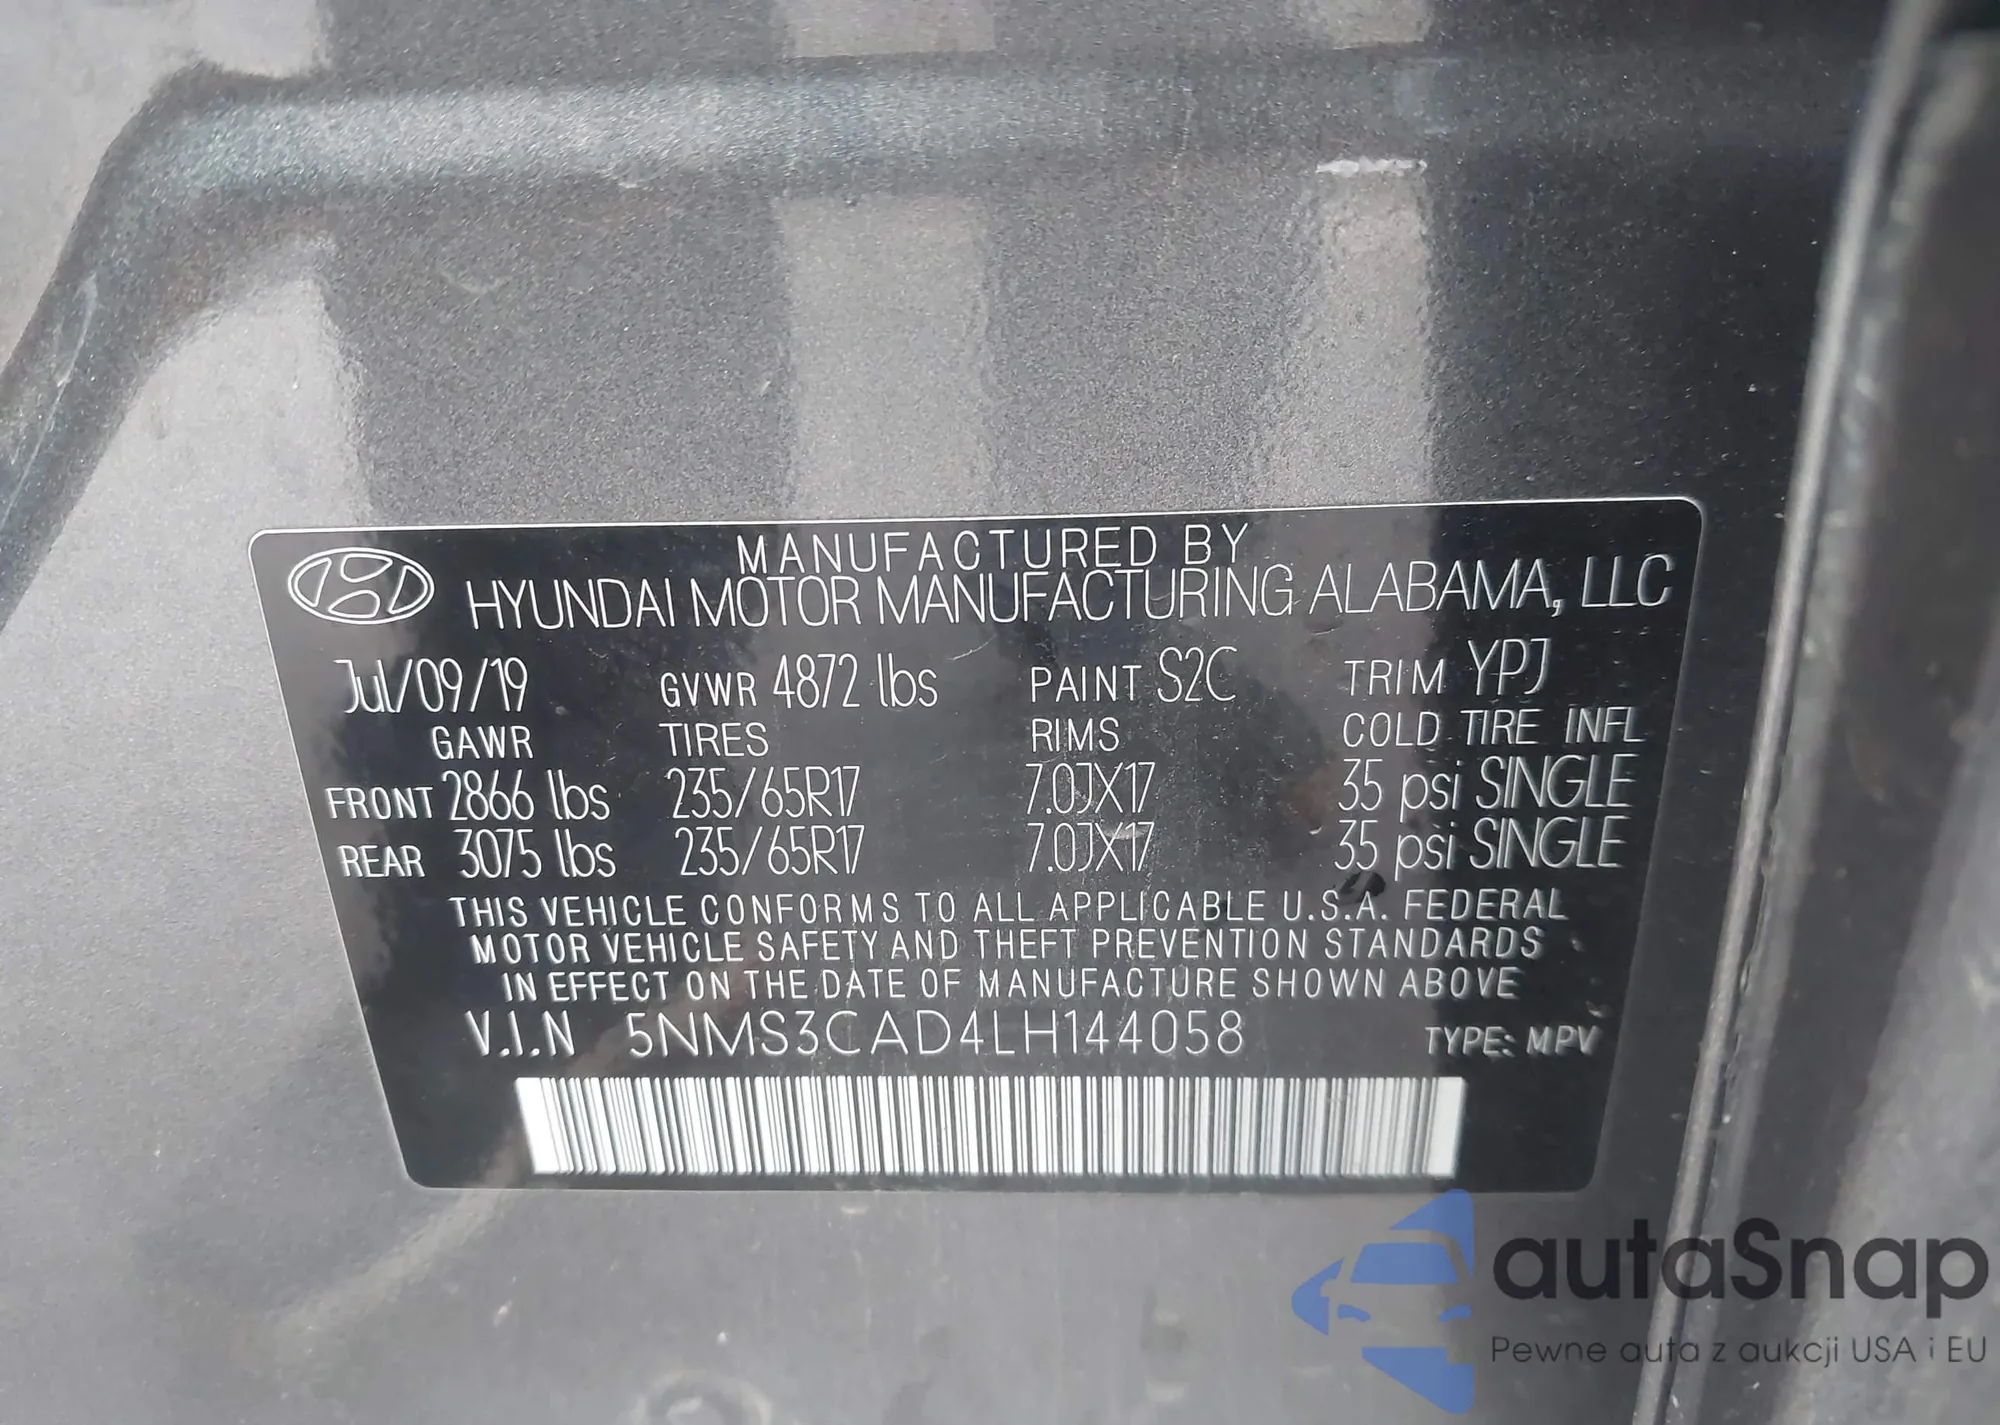 MANUFACTURED BY
HYUNDAI MOTOR MANUFACTURING ALABAMA, LLC
Jul/09/19 GVWR 4872 lbs PAINT S2C TRIM YPJ
GAWR TIRES RIMS COLD TIRE INFL
FRONT 2866 lbs 235/65R17 7.0JX17 35 psi SINGLE
REAR 3075 lbs 235/65R17 7.0JX17 35 psi SINGLE
THIS VEHICLE CONFORMS TO ALL APPLICABLE U.S.A. FEDERAL
MOTOR VEHICLE SAFETY AND THEFT PREVENTION STANDARDS
IN EFFECT ON THE DATE OF MANUFACTURE SHOWN ABOVE
V.I.N 5NMS3CAD4LH144058 TYPE: MPV
autaSnap
Pewne auta z aukcji USA i EU